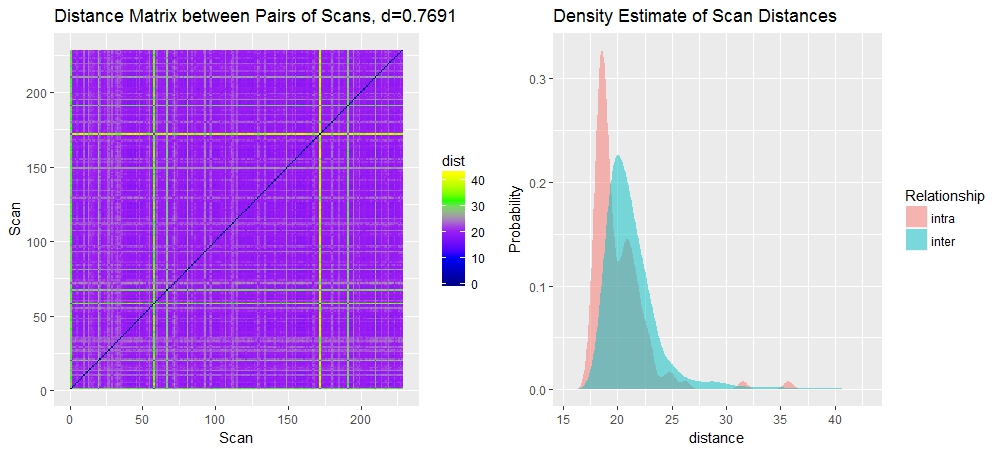 Distance Matrix between Pairs of Scans, d=0.7691
Scan
200
150
100
50
0
0
50
100
150
200
Scan
dist
40
30
20
10
0
Density Estimate of Scan Distances
Probability
0.3
0.2
0.1
0.0
15
20
25
30
35
40
distance
Relationship
intra
inter